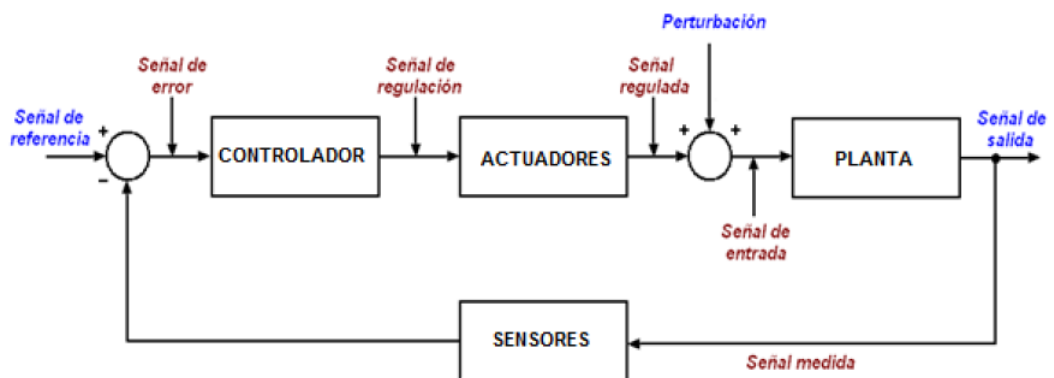 Perturbación
Señal de
error
Señal de
regulación
Señal
regulada
Señal de
referencia
+
−
CONTROLADOR
ACTUADORES
+
+
PLANTA
Señal de
salida
Señal de
entrada
SENSORES
Señal medida